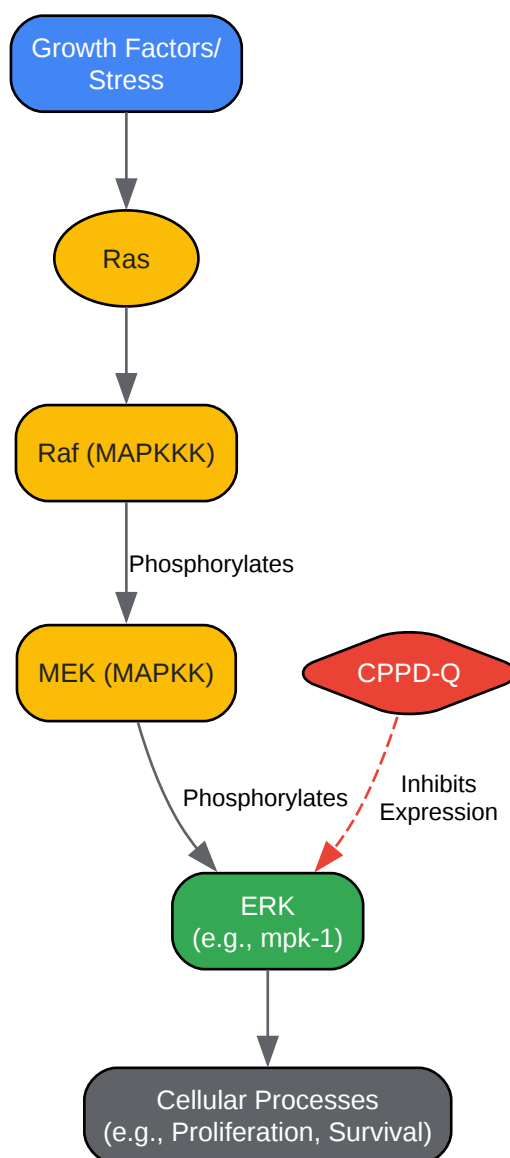 Growth Factors/
Stress
Ras
Raf (MAPKKK)
Phosphorylates
MEK (MAPKK)
CPPD-Q
Phosphorylates
Inhibits
Expression
ERK
(e.g., mpk-1)
Cellular Processes
(e.g., Proliferation, Survival)